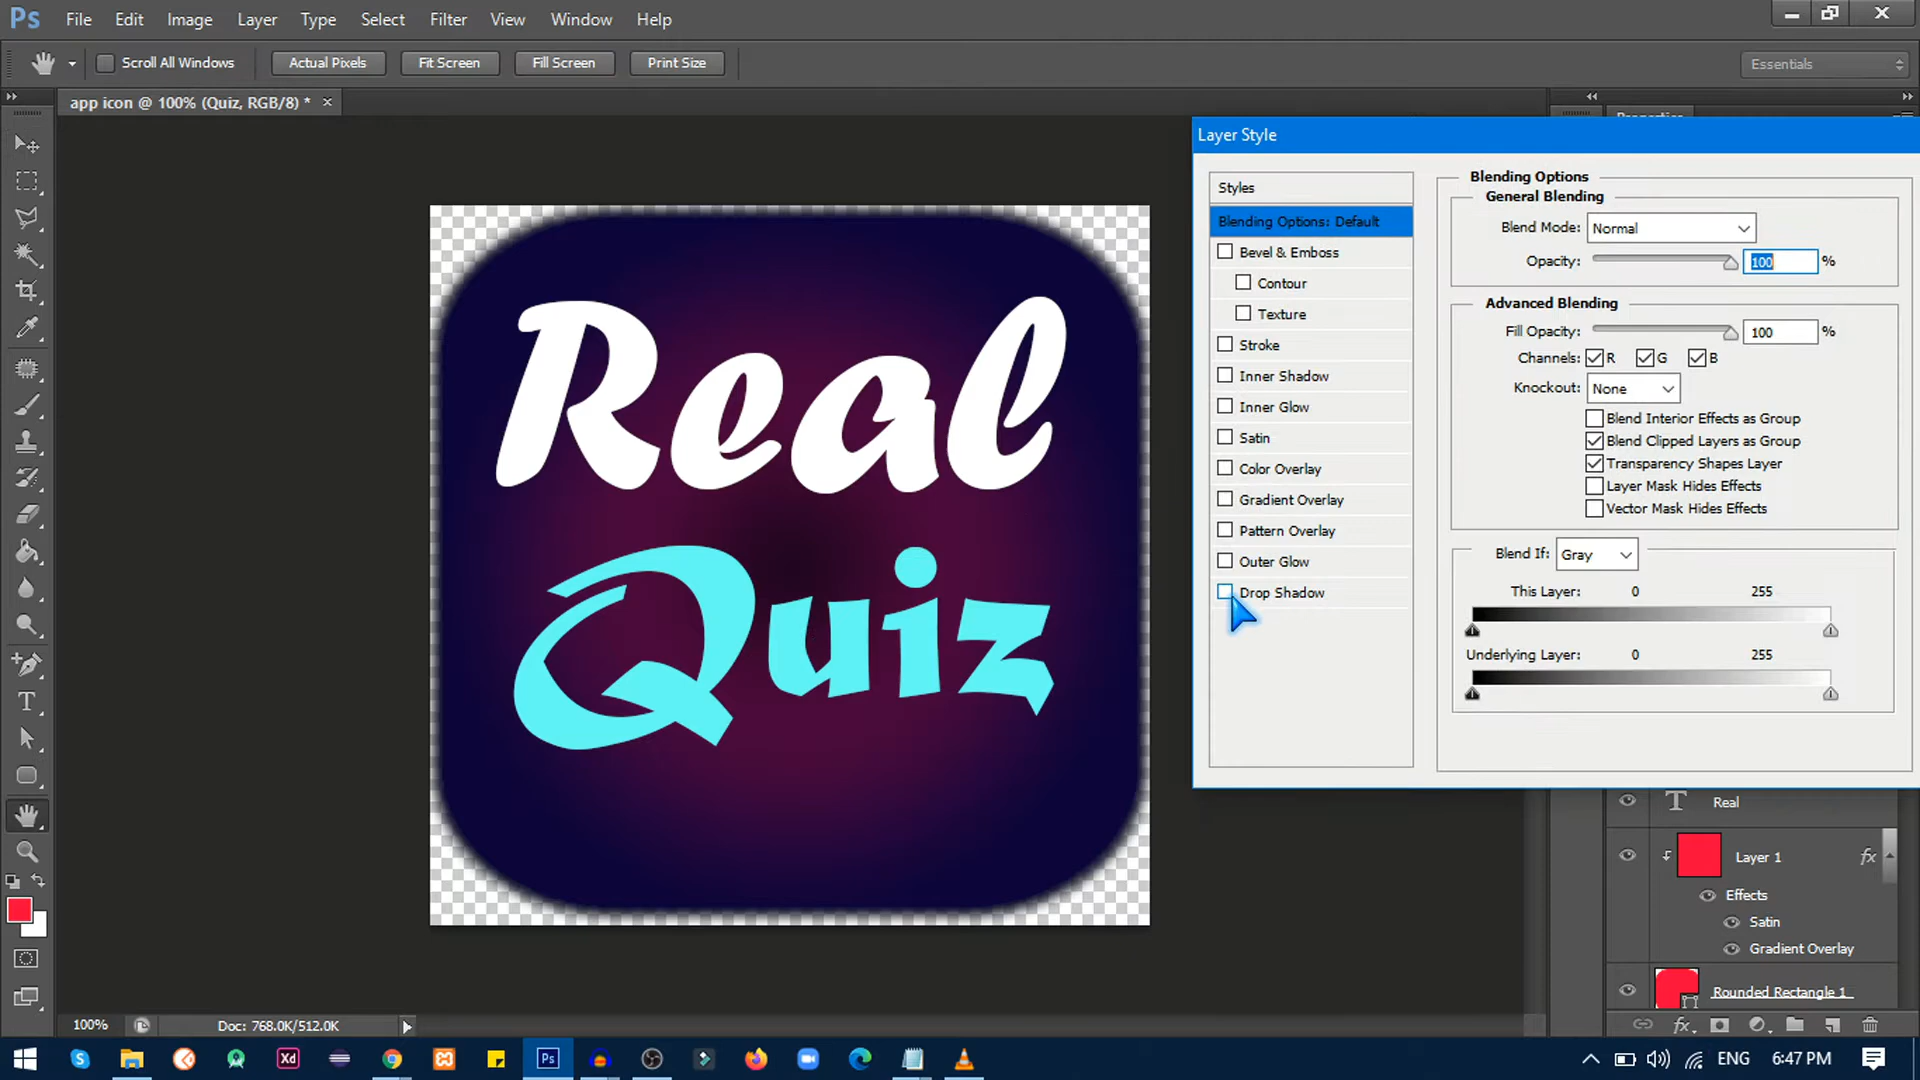 Ps File Edit Image Layer Type Select Filter View Window Help
Scroll All Windows Actual Pixels Fit Screen Fill Screen Print Size Essentials
app icon @ 100% (Quiz, RGB/8) *
Layer Style
Styles
Blending Options: Default
Bevel & Emboss
Contour
Texture
Stroke
Inner Shadow
Inner Glow
Satin
Color Overlay
Gradient Overlay
Pattern Overlay
Outer Glow
Drop Shadow
Blending Options
General Blending
Blend Mode: Normal
Opacity: 100 %
Advanced Blending
Fill Opacity: 100 %
Channels: R G B
Knockout: None
Blend Interior Effects as Group
Blend Clipped Layers as Group
Transparency Shapes Layer
Layer Mask Hides Effects
Vector Mask Hides Effects
Blend If: Gray
This Layer: 0 255
Underlying Layer: 0 255
Real
Quiz
T Real
Layer 1 fx
Effects
Satin
Gradient Overlay
Rounded Rectangle 1
fx
T
100% Doc: 768.0K/512.0K
S Xd Ps ENG 6:47 PM